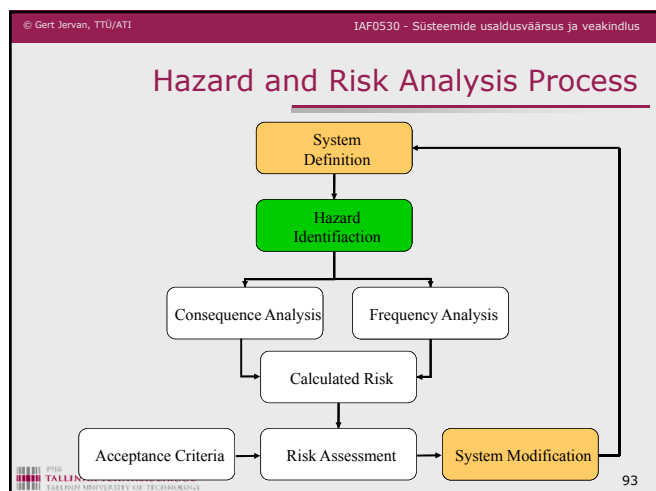 © Gert Jervan, TTÜ/ATI
IAF0530 - Süsteemide usaldusväärsus ja veakindlus
Hazard and Risk Analysis Process
System
Definition
Hazard
Identifiaction
Consequence Analysis
Frequency Analysis
Calculated Risk
Acceptance Criteria
Risk Assessment
System Modification
1918
TALLINN UNIVERSITY OF TECHNOLOGY
93